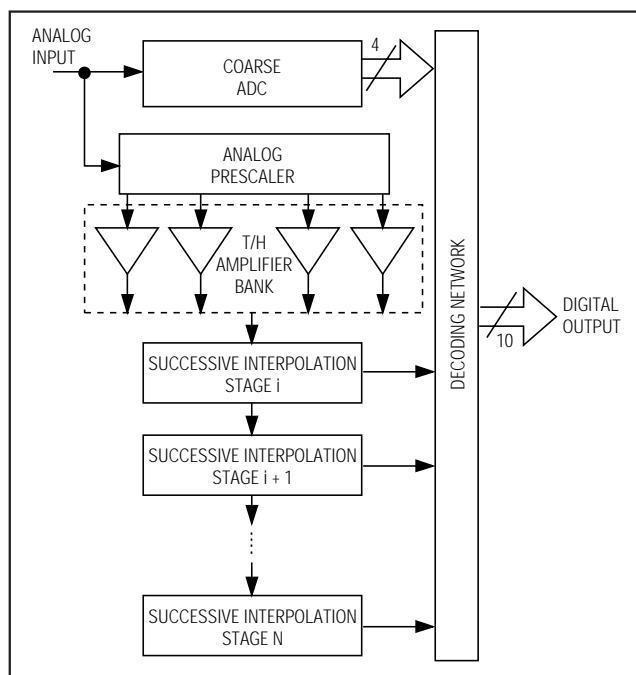 ANALOG
INPUT
COARSE
ADC
4
ANALOG
PRESCALER
T/H
AMPLIFIER
BANK
SUCCESSIVE INTERPOLATION
STAGE i
SUCCESSIVE INTERPOLATION
STAGE i + 1
SUCCESSIVE INTERPOLATION
STAGE N
DECODING NETWORK
10
DIGITAL
OUTPUT